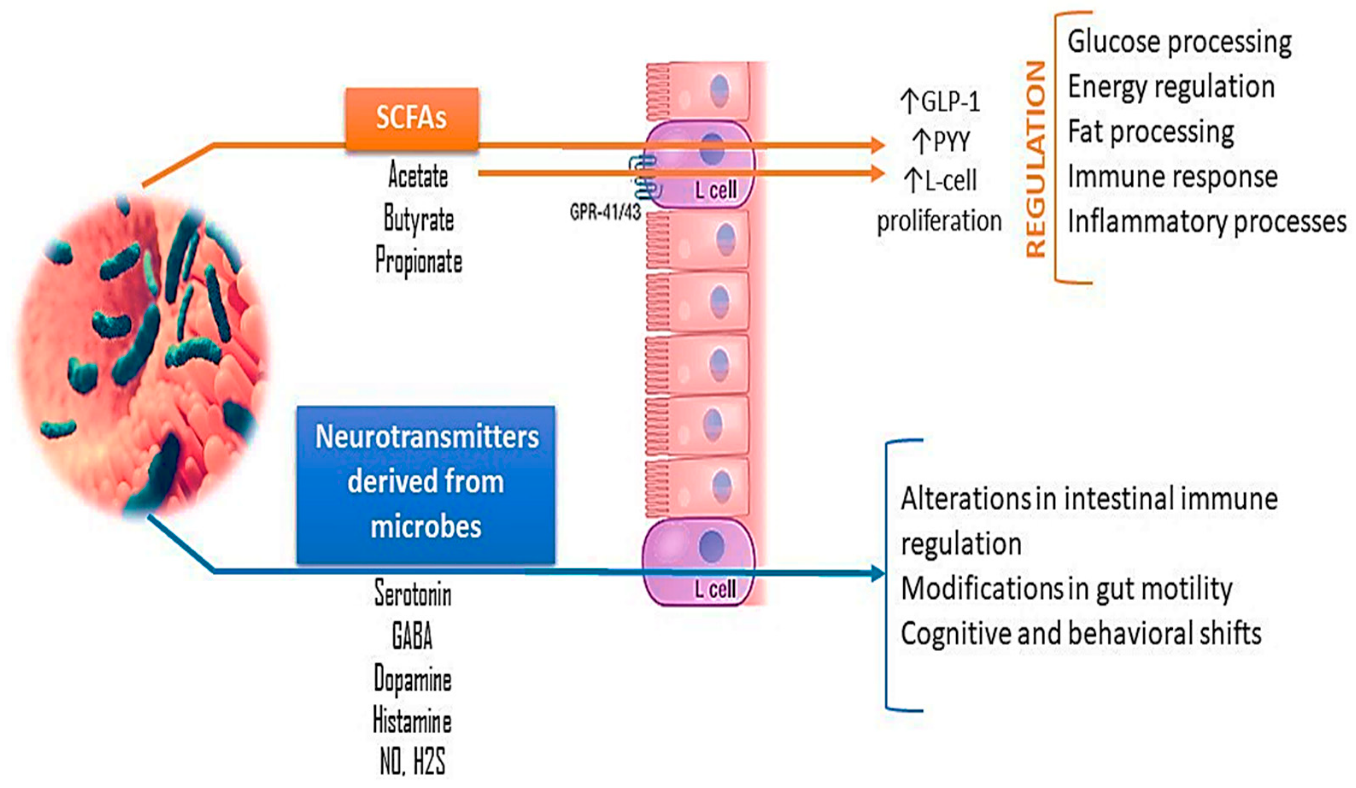 SCFAs
Acetate
Butyrate
Propionate
GPR-41/43
L cell
↑GLP-1
↑PYY
↑L-cell
proliferation
REGULATION
Glucose processing
Energy regulation
Fat processing
Immune response
Inflammatory processes
Neurotransmitters
derived from
microbes
Serotonin
GABA
Dopamine
Histamine
NO, H2S
L cell
Alterations in intestinal immune
regulation
Modifications in gut motility
Cognitive and behavioral shifts